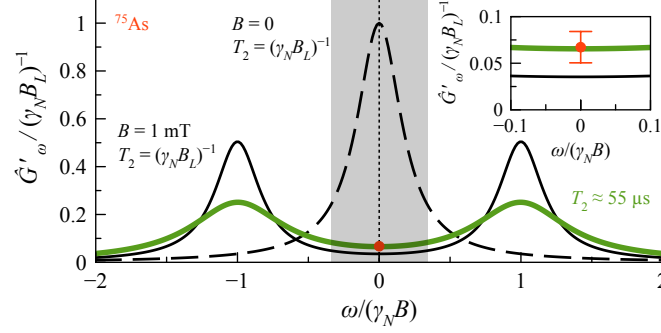 ⁷⁵As
B = 0
T₂ = (γ_N B_L)⁻¹
B = 1 mT
T₂ = (γ_N B_L)⁻¹
T₂ ≈ 55 µs
Ĝ′_ω / (γ_N B_L)⁻¹
1
0.8
0.6
0.4
0.2
0
−2
−1
0
1
2
ω/(γ_N B)
Ĝ′_ω / (γ_N B_L)⁻¹
0.1
0.05
0
−0.1
0
0.1
ω/(γ_N B)